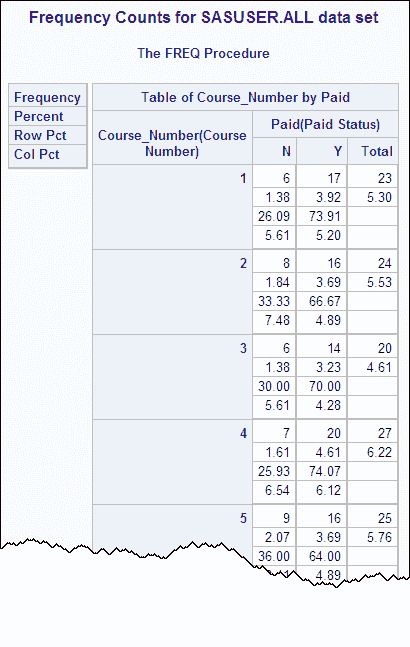 Frequency Counts for SASUSER.ALL data set
The FREQ Procedure
Frequency
Percent
Row Pct
Col Pct
Table of Course_Number by Paid
Course_Number(Course Number)
Paid(Paid Status)
N Y Total
1 6 17 23
1.38 3.92 5.30
26.09 73.91
5.61 5.20
2 8 16 24
1.84 3.69 5.53
33.33 66.67
7.48 4.89
3 6 14 20
1.38 3.23 4.61
30.00 70.00
5.61 4.28
4 7 20 27
1.61 4.61 6.22
25.93 74.07
6.54 6.12
5 9 16 25
2.07 3.69 5.76
36.00 64.00
4.89